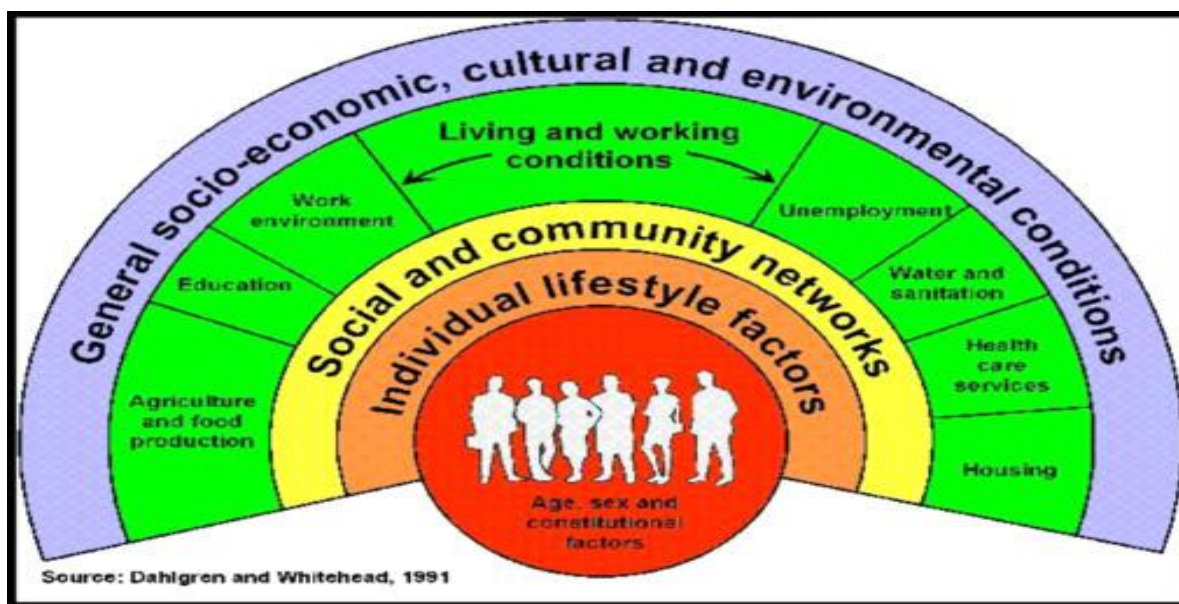 General socio-economic, cultural and environmental conditions
Living and working
conditions
Work
environment
Education
Agriculture
and food
production
Unemployment
Water and
sanitation
Health
care
services
Housing
Social and community networks
Individual lifestyle factors
Age, sex and
constitutional
factors
Source: Dahlgren and Whitehead, 1991